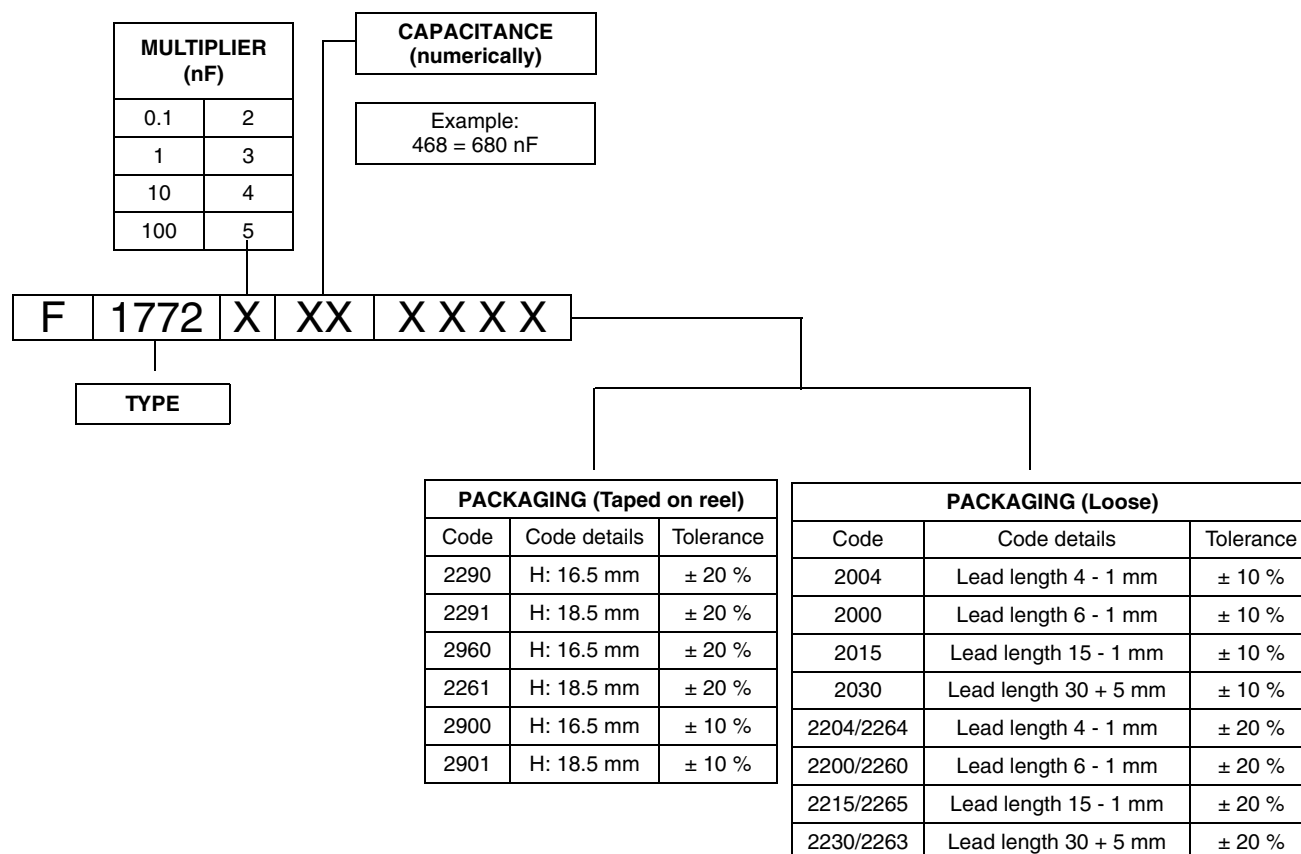 MULTIPLIER
(nF)
0.1 2
1 3
10 4
100 5
CAPACITANCE
(numerically)
Example:
468 = 680 nF
F 1772 X XX X X X X
TYPE
PACKAGING (Taped on reel)
Code Code details Tolerance
2290 H: 16.5 mm ± 20 %
2291 H: 18.5 mm ± 20 %
2960 H: 16.5 mm ± 20 %
2261 H: 18.5 mm ± 20 %
2900 H: 16.5 mm ± 10 %
2901 H: 18.5 mm ± 10 %
PACKAGING (Loose)
Code Code details Tolerance
2004 Lead length 4 - 1 mm ± 10 %
2000 Lead length 6 - 1 mm ± 10 %
2015 Lead length 15 - 1 mm ± 10 %
2030 Lead length 30 + 5 mm ± 10 %
2204/2264 Lead length 4 - 1 mm ± 20 %
2200/2260 Lead length 6 - 1 mm ± 20 %
2215/2265 Lead length 15 - 1 mm ± 20 %
2230/2263 Lead length 30 + 5 mm ± 20 %